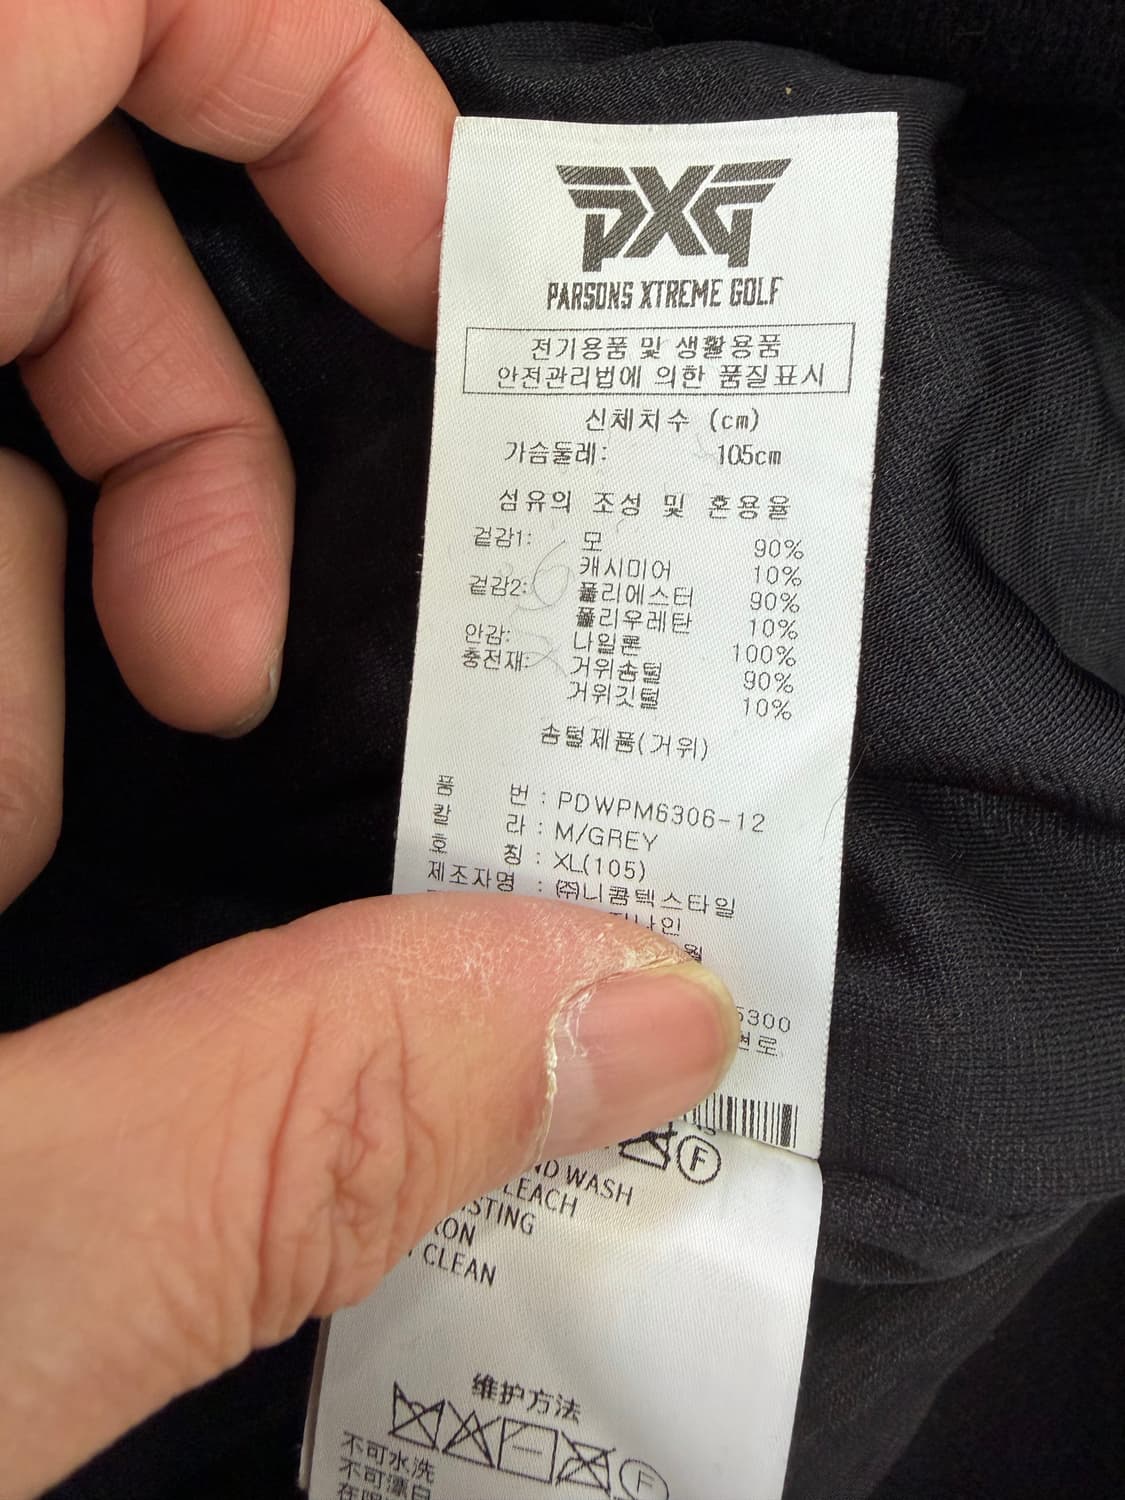 PXG
PARSONS XTREME GOLF
전기용품 및 생활용품
안전관리법에 의한 품질표시
신체치수 (cm)
가슴둘레: 105cm
섬유의 조성 및 혼용율
겉감1: 모 90%
캐시미어 10%
겉감2: 폴리에스터 90%
폴리우레탄 10%
안감: 나일론 100%
충전재: 거위솜털 90%
거위깃털 10%
솜털제품(거위)
품 번 : PDWPM6306-12
칼 라 : M/GREY
호 칭 : XL(105)
제조자명 : ㈜니콤텍스타일
5300
F
WASH
CLEAN
维护方法
F
不可水洗
不可漂白